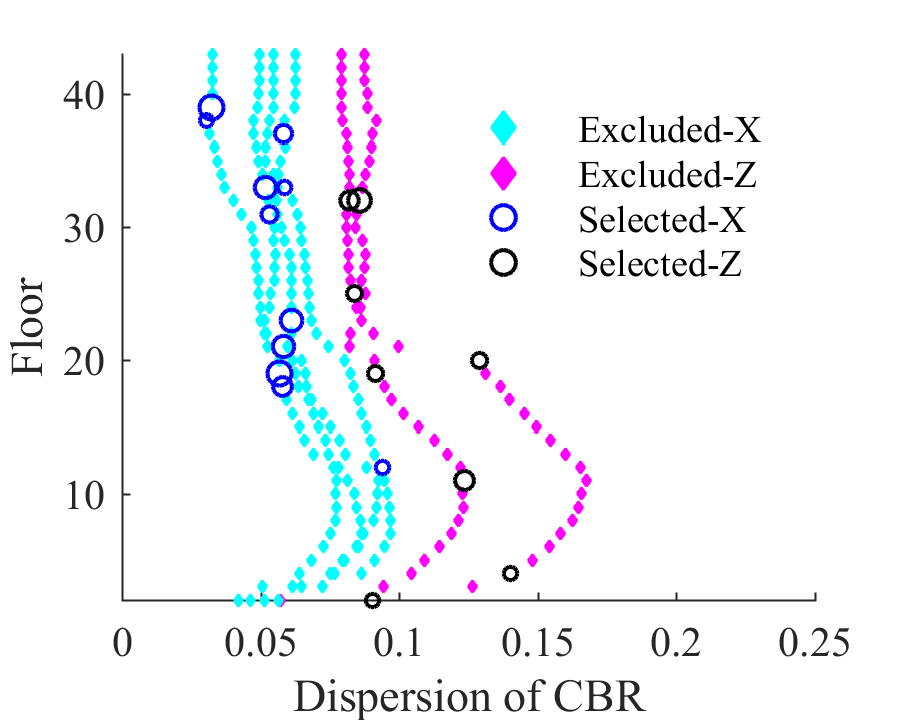 40
30
20
10
Floor
Excluded-X
Excluded-Z
Selected-X
Selected-Z
0 0.05 0.1 0.15 0.2 0.25
Dispersion of CBR